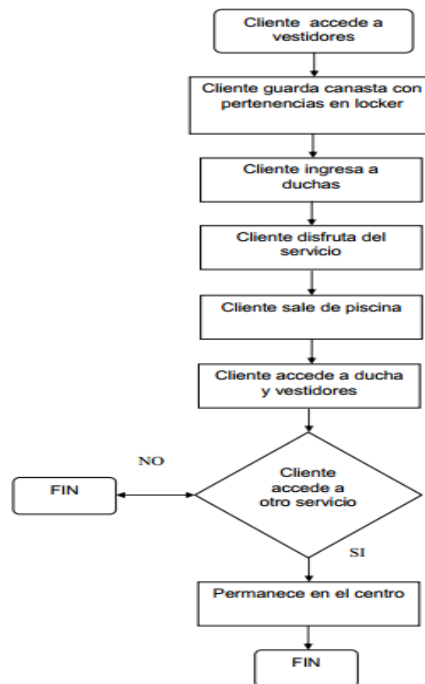 Cliente accede a
vestidores
Cliente guarda canasta con
pertenencias en locker
Cliente ingresa a
duchas
Cliente disfruta del
servicio
Cliente sale de piscina
Cliente accede a ducha
y vestidores
Cliente
accede a
otro servicio
NO
FIN
SI
Permanece en el centro
FIN